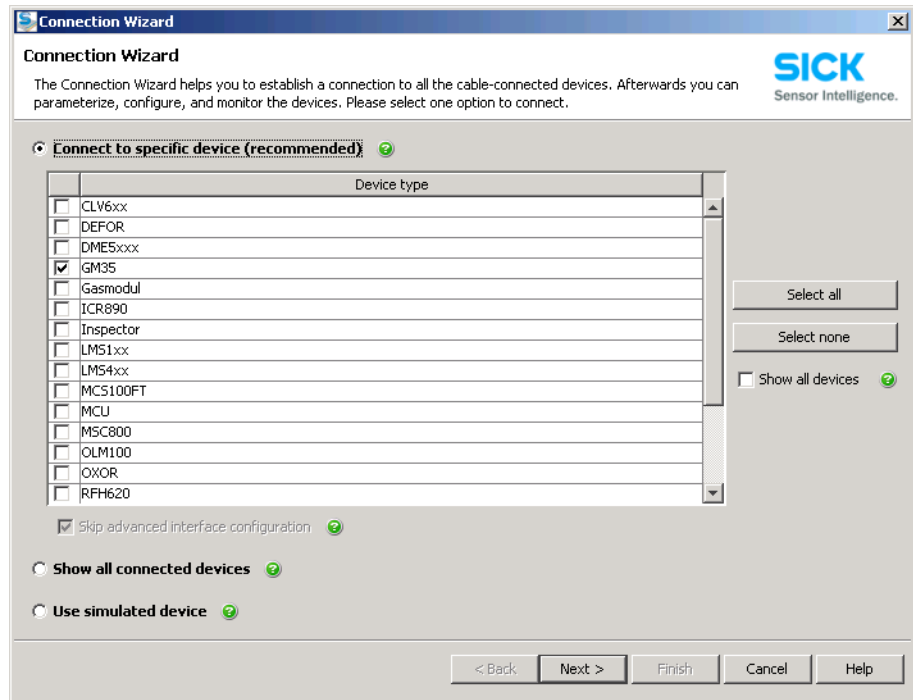 Connection Wizard
Connection Wizard
The Connection Wizard helps you to establish a connection to all the cable-connected devices. Afterwards you can
parameterize, configure, and monitor the devices. Please select one option to connect.
SICK
Sensor Intelligence.
Connect to specific device (recommended)
Device type
CLV6xx
DEFOR
DME5xxx
GM35
Gasmodul
ICR890
Inspector
LMS1xx
LMS4xx
MCS100FT
MCU
MSC800
OLM100
OXOR
RFH620
Select all
Select none
Show all devices
Skip advanced interface configuration
Show all connected devices
Use simulated device
< Back Next > Finish Cancel Help